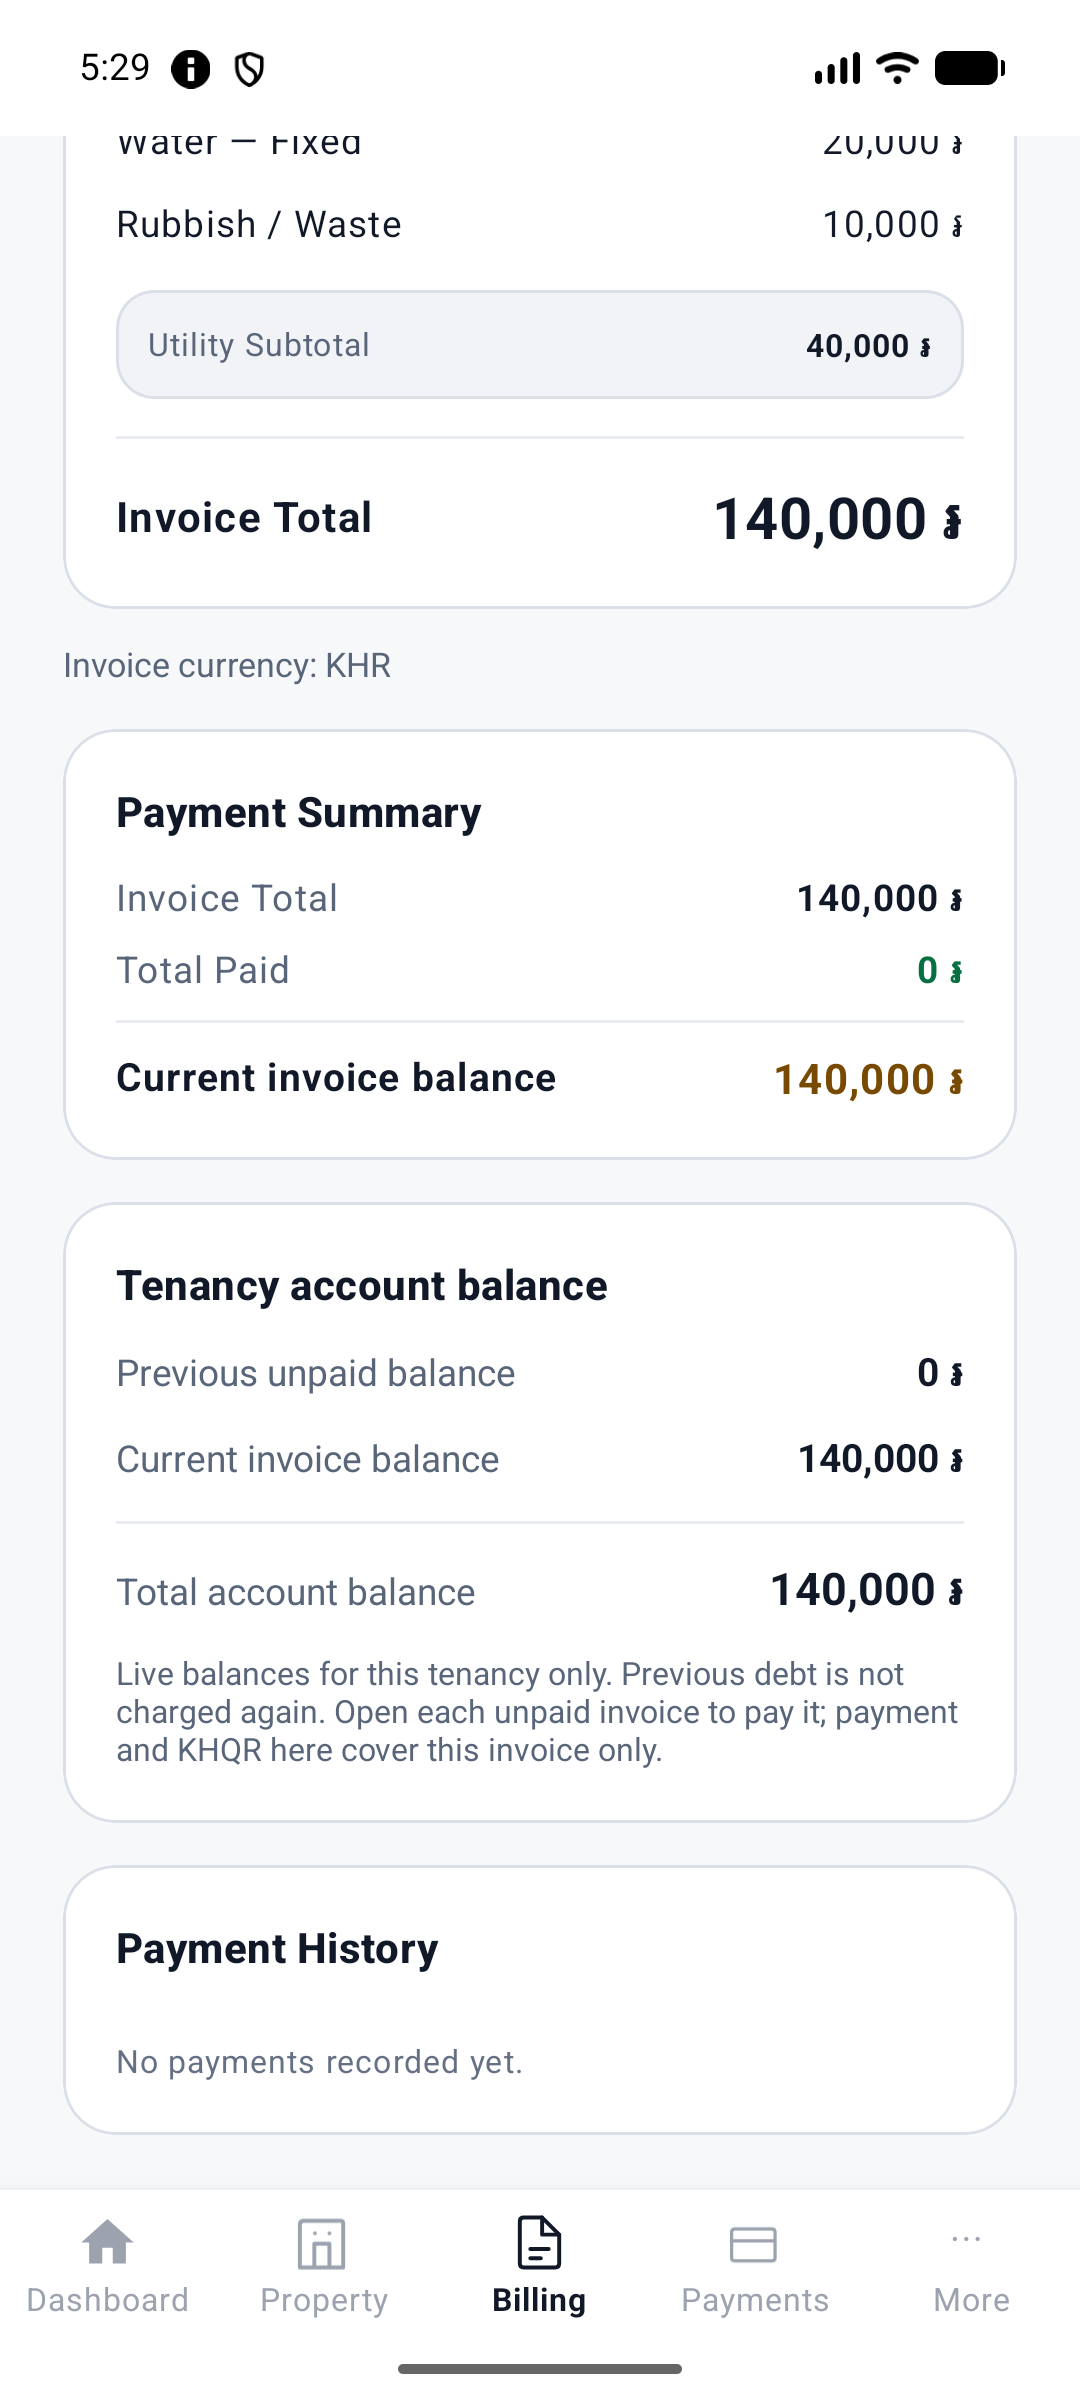 5:29
Water — Fixed 20,000 ៛
Rubbish / Waste 10,000 ៛
Utility Subtotal 40,000 ៛
Invoice Total 140,000 ៛
Invoice currency: KHR
Payment Summary
Invoice Total 140,000 ៛
Total Paid 0 ៛
Current invoice balance 140,000 ៛
Tenancy account balance
Previous unpaid balance 0 ៛
Current invoice balance 140,000 ៛
Total account balance 140,000 ៛
Live balances for this tenancy only. Previous debt is not
charged again. Open each unpaid invoice to pay it; payment
and KHQR here cover this invoice only.
Payment History
No payments recorded yet.
Dashboard Property Billing Payments More